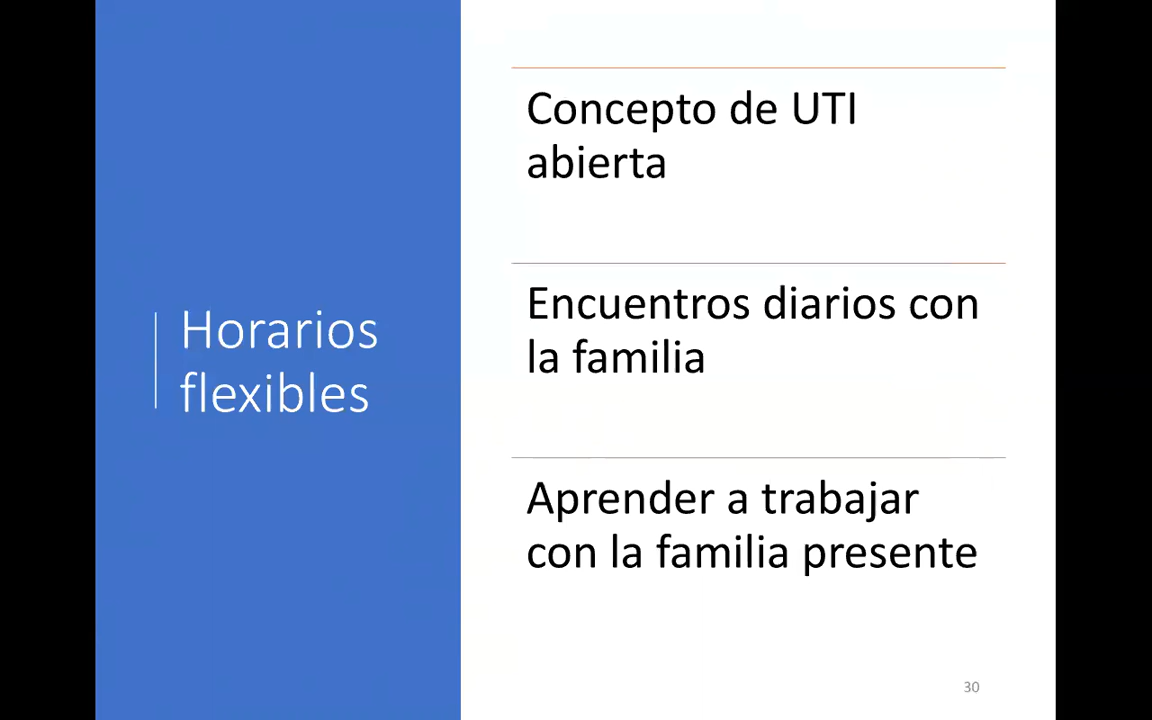 Horarios
flexibles
Concepto de UTI
abierta
Encuentros diarios con
la familia
Aprender a trabajar
con la familia presente
30